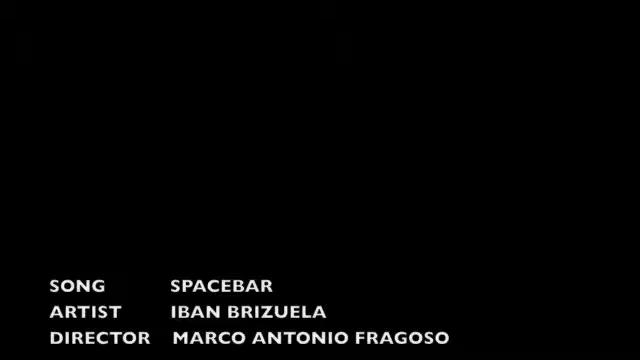 SONG SPACEBAR
ARTIST IBAN BRIZUELA
DIRECTOR MARCO ANTONIO FRAGOSO